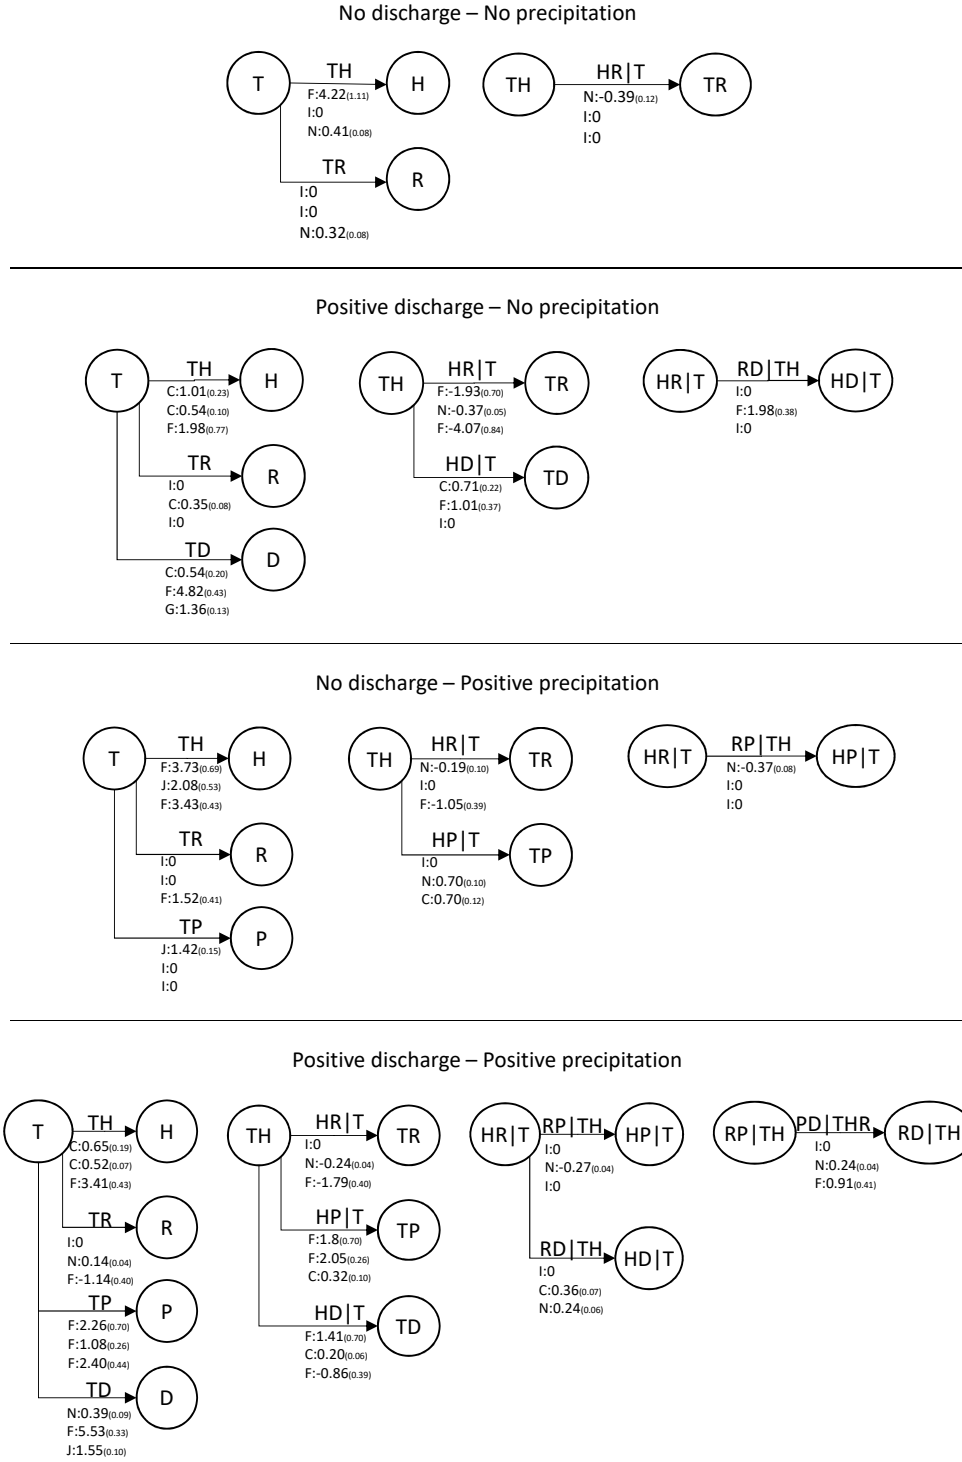 No discharge – No precipitation
T
TH
H
F:4.22(1.11)
I:0
N:0.41(0.08)
TR
R
I:0
I:0
N:0.32(0.08)
TH
HR|T
TR
N:-0.39(0.12)
I:0
I:0
Positive discharge – No precipitation
T
TH
H
C:1.01(0.23)
C:0.54(0.10)
F:1.98(0.77)
TR
R
I:0
C:0.35(0.08)
I:0
TD
D
C:0.54(0.20)
F:4.82(0.43)
G:1.36(0.13)
TH
HR|T
TR
F:-1.93(0.70)
N:-0.37(0.05)
F:-4.07(0.84)
HD|T
TD
C:0.71(0.22)
F:1.01(0.37)
I:0
HR|T
RD|TH
HD|T
I:0
F:1.98(0.38)
I:0
No discharge – Positive precipitation
T
TH
H
F:3.73(0.69)
J:2.08(0.53)
F:3.43(0.43)
TR
R
I:0
I:0
F:1.52(0.41)
TP
P
J:1.42(0.15)
I:0
I:0
TH
HR|T
TR
N:-0.19(0.10)
I:0
F:-1.05(0.39)
HP|T
TP
I:0
N:0.70(0.10)
C:0.70(0.12)
HR|T
RP|TH
HP|T
N:-0.37(0.08)
I:0
I:0
Positive discharge – Positive precipitation
T
TH
H
C:0.65(0.19)
C:0.52(0.07)
F:3.41(0.43)
TR
R
I:0
N:0.14(0.04)
F:-1.14(0.40)
TP
P
F:2.26(0.70)
F:1.08(0.26)
F:2.40(0.44)
TD
D
N:0.39(0.09)
F:5.53(0.33)
J:1.55(0.10)
TH
HR|T
TR
I:0
N:-0.24(0.04)
F:-1.79(0.40)
HP|T
TP
F:1.8(0.70)
F:2.05(0.26)
C:0.32(0.10)
HD|T
TD
F:1.41(0.70)
C:0.20(0.06)
F:-0.86(0.39)
HR|T
RP|TH
HP|T
I:0
N:-0.27(0.04)
I:0
RD|TH
HD|T
I:0
C:0.36(0.07)
N:0.24(0.06)
RP|TH
PD|THR
RD|TH
I:0
N:0.24(0.04)
F:0.91(0.41)